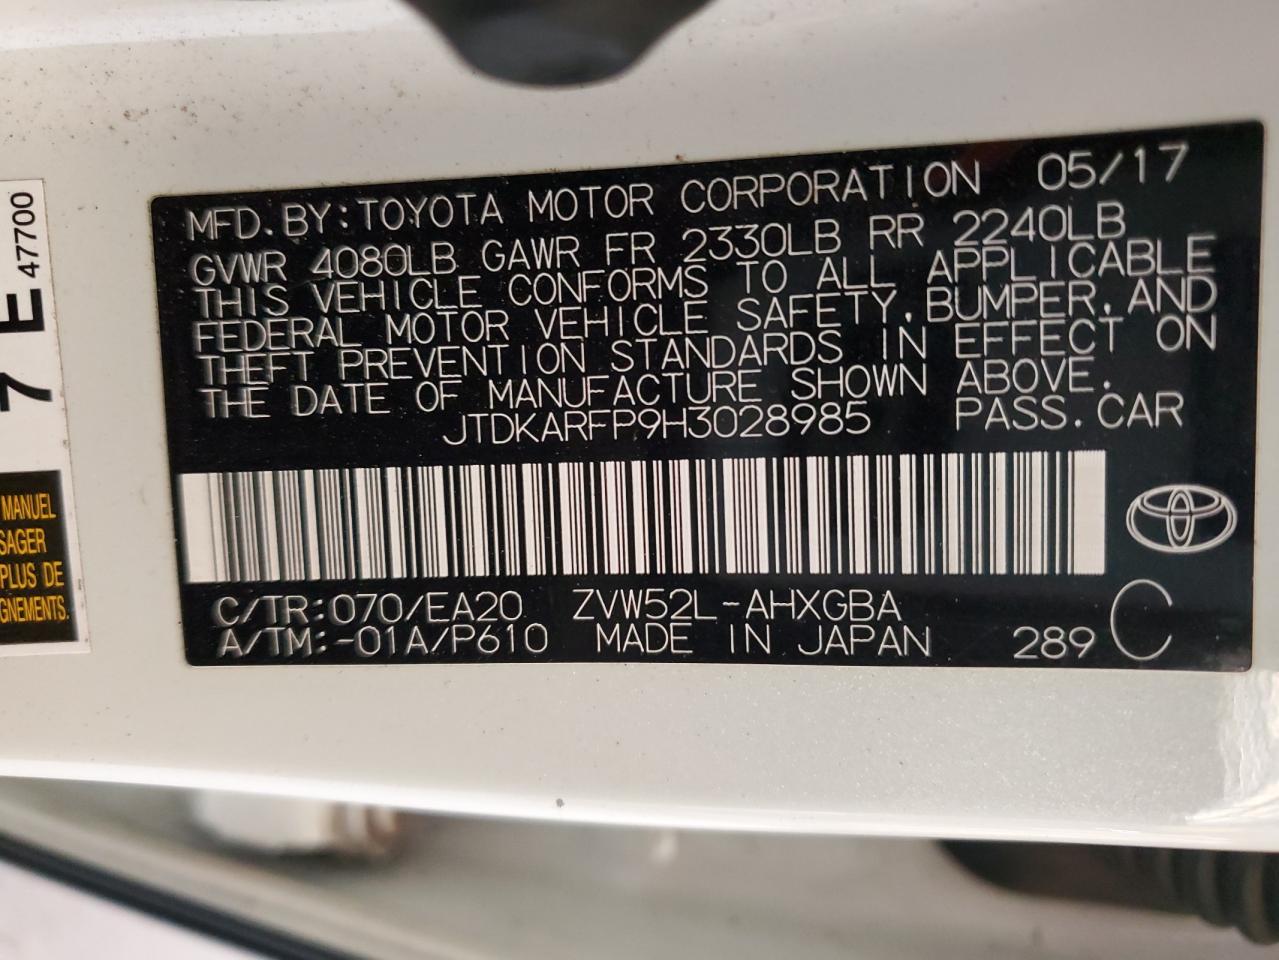 MFD. BY: TOYOTA MOTOR CORPORATION 05/17
GVWR 4080LB GAWR FR 2330LB RR 2240LB
THIS VEHICLE CONFORMS TO ALL APPLICABLE
FEDERAL MOTOR VEHICLE SAFETY, BUMPER, AND
THEFT PREVENTION STANDARDS IN EFFECT ON
THE DATE OF MANUFACTURE SHOWN ABOVE.
JTDKARFP9H3028985 PASS. CAR
C/TR:070/EA20 ZVW52L-AHXGBA
A/TM:-01A/P610 MADE IN JAPAN 289 C
7 E 47700
MANUEL
SAGER
PLUS DE
GNEMENTS.